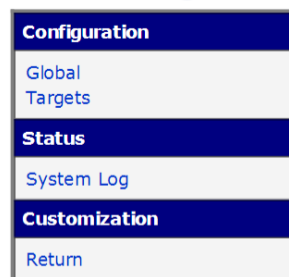 Configuration
Global
Targets
Status
System Log
Customization
Return